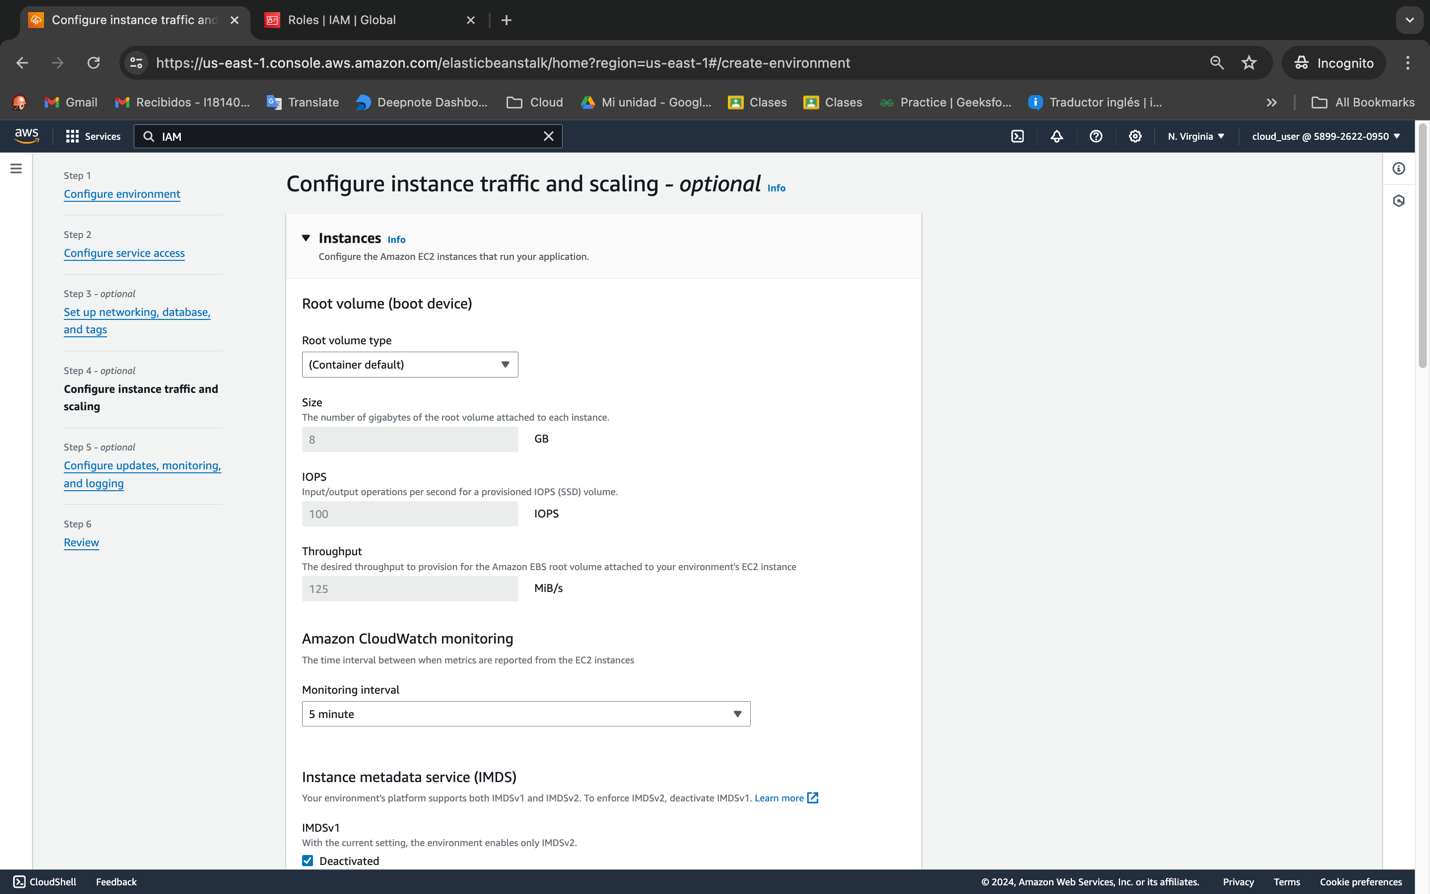 Configure instance traffic and
Roles | IAM | Global
https://us-east-1.console.aws.amazon.com/elasticbeanstalk/home?region=us-east-1#/create-environment
Incognito
Gmail
Recibidos - l18140...
Translate
Deepnote Dashbo...
Cloud
Mi unidad - Googl...
Clases
Clases
Practice | Geeksfo...
Traductor inglés | i...
»
All Bookmarks
aws
Services
IAM
N. Virginia
cloud_user @ 5899-2622-0950
Step 1
Configure environment
Step 2
Configure service access
Step 3 - optional
Set up networking, database,
and tags
Step 4 - optional
Configure instance traffic and
scaling
Step 5 - optional
Configure updates, monitoring,
and logging
Step 6
Review
Configure instance traffic and scaling - optional Info
Instances Info
Configure the Amazon EC2 instances that run your application.
Root volume (boot device)
Root volume type
(Container default)
Size
The number of gigabytes of the root volume attached to each instance.
8 GB
IOPS
Input/output operations per second for a provisioned IOPS (SSD) volume.
100 IOPS
Throughput
The desired throughput to provision for the Amazon EBS root volume attached to your environment's EC2 instance
125 MiB/s
Amazon CloudWatch monitoring
The time interval between when metrics are reported from the EC2 instances
Monitoring interval
5 minute
Instance metadata service (IMDS)
Your environment's platform supports both IMDSv1 and IMDSv2. To enforce IMDSv2, deactivate IMDSv1. Learn more
IMDSv1
With the current setting, the environment enables only IMDSv2.
Deactivated
CloudShell
Feedback
© 2024, Amazon Web Services, Inc. or its affiliates.
Privacy
Terms
Cookie preferences